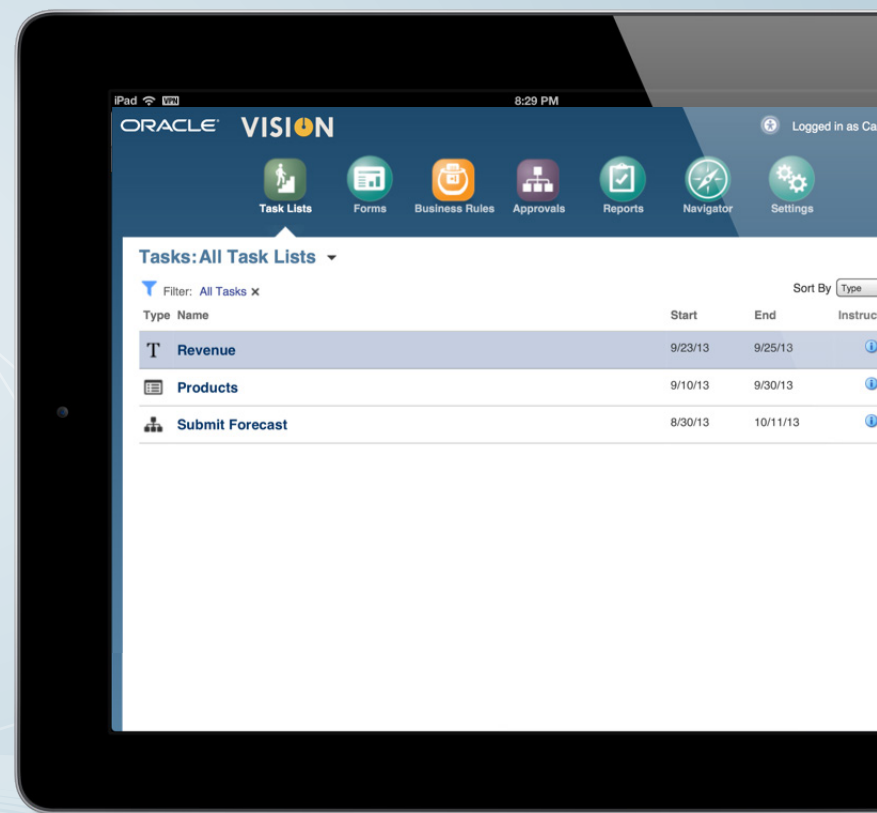 iPad VPN 8:29 PM
ORACLE VISION Logged in as Ca
Task Lists Forms Business Rules Approvals Reports Navigator Settings
Tasks: All Task Lists
Filter: All Tasks x Sort By Type
Type Name Start End Instruc
T Revenue 9/23/13 9/25/13
Products 9/10/13 9/30/13
Submit Forecast 8/30/13 10/11/13